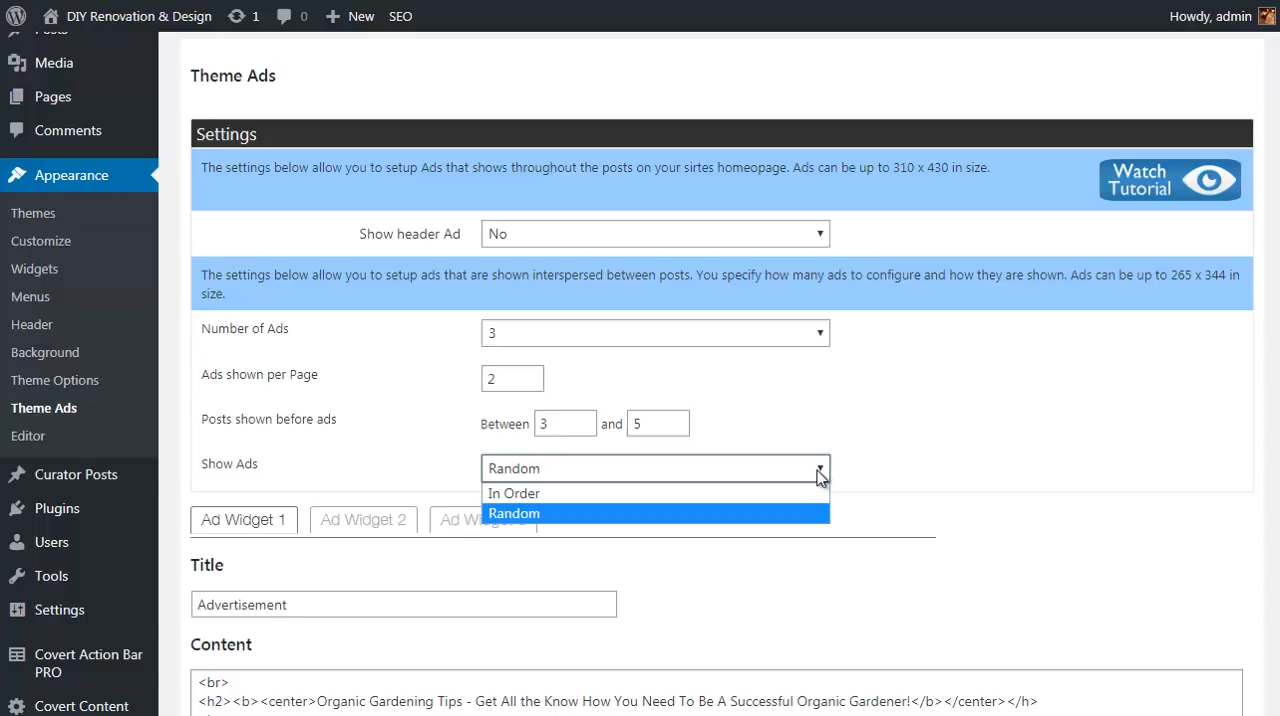 DIY Renovation & Design 1 0 New SEO Howdy, admin
Posts
Media
Pages
Comments
Appearance
Themes
Customize
Widgets
Menus
Header
Background
Theme Options
Theme Ads
Editor
Curator Posts
Plugins
Users
Tools
Settings
Covert Action Bar
PRO
Covert Content
Theme Ads
Settings
The settings below allow you to setup Ads that shows throughout the posts on your sirtes homeopage. Ads can be up to 310 x 430 in size.
Watch
Tutorial
Show header Ad No
The settings below allow you to setup ads that are shown interspersed between posts. You specify how many ads to configure and how they are shown. Ads can be up to 265 x 344 in
size.
Number of Ads 3
Ads shown per Page 2
Posts shown before ads Between 3 and 5
Show Ads Random
In Order
Random
Ad Widget 1 Ad Widget 2 Ad
Title
Advertisement
Content
<br>
<h2><b><center>Organic Gardening Tips - Get All the Know How You Need To Be A Successful Organic Gardener!</b></center></h>